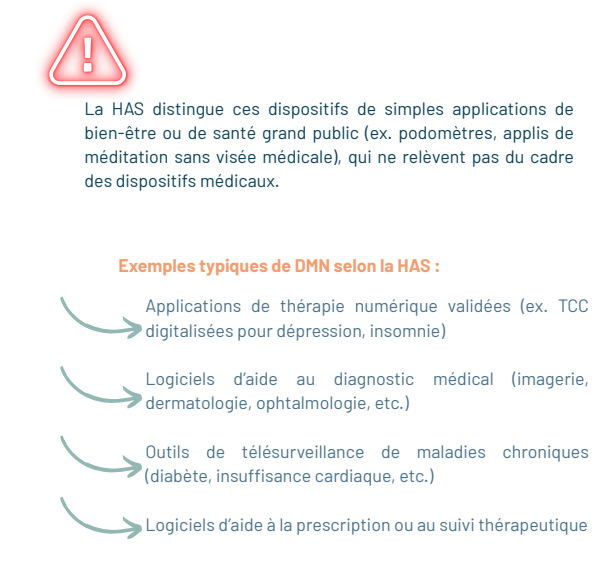 La HAS distingue ces dispositifs de simples applications de
bien-être ou de santé grand public (ex. podomètres, applis de
méditation sans visée médicale), qui ne relèvent pas du cadre
des dispositifs médicaux.
Exemples typiques de DMN selon la HAS :
Applications de thérapie numérique validées (ex. TCC
digitalisées pour dépression, insomnie)
Logiciels d’aide au diagnostic médical (imagerie,
dermatologie, ophtalmologie, etc.)
Outils de télésurveillance de maladies chroniques
(diabète, insuffisance cardiaque, etc.)
Logiciels d’aide à la prescription ou au suivi thérapeutique